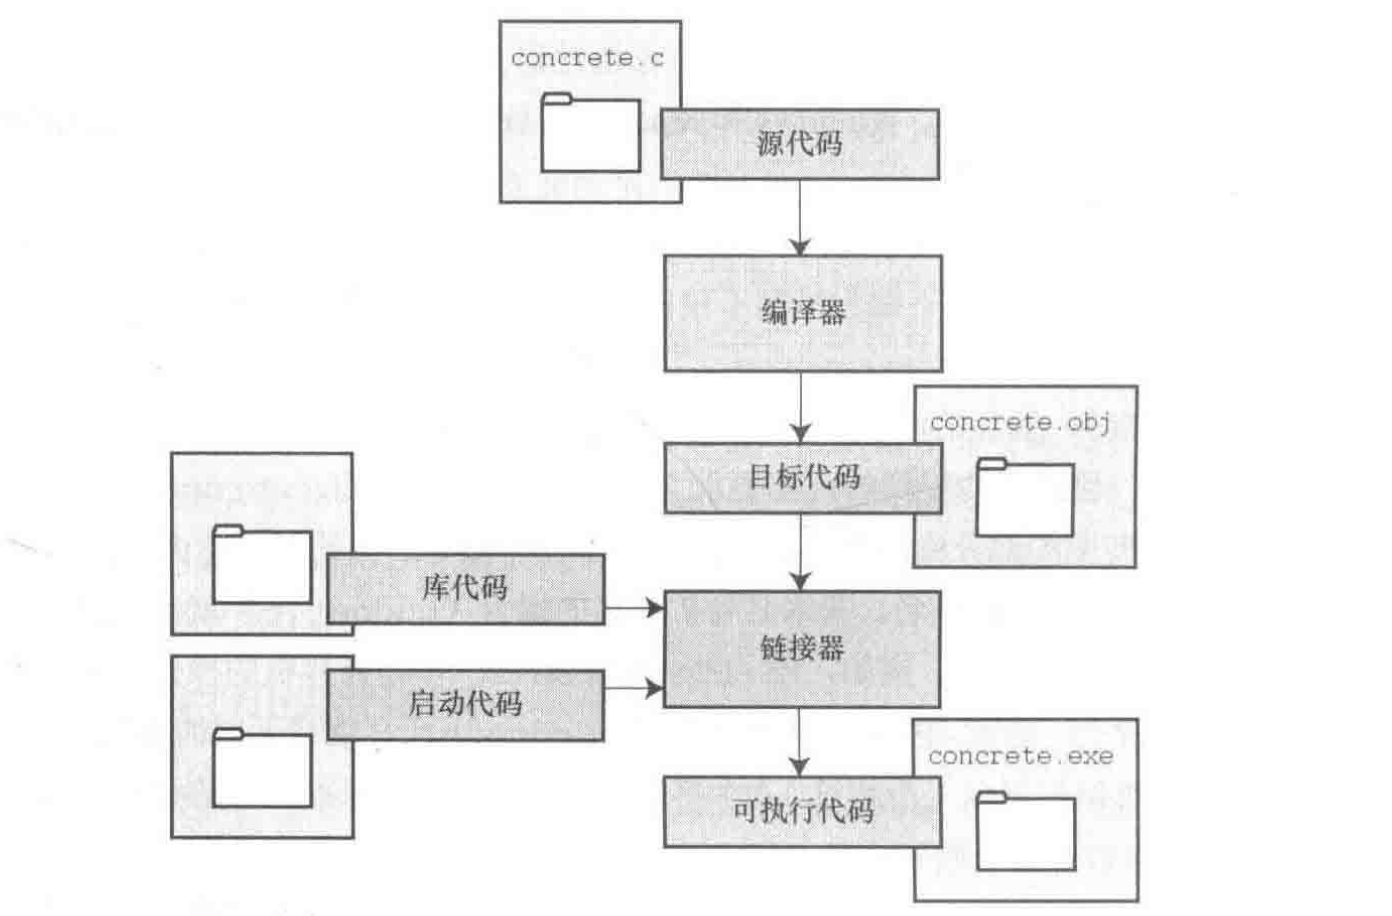 concrete.c
源代码
编译器
concrete.obj
目标代码
库代码
链接器
启动代码
concrete.exe
可执行代码